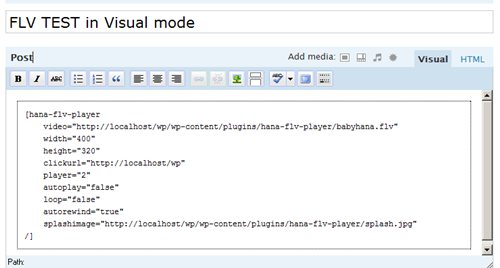 FLV TEST in Visual mode
Post
Add media:
Visual
HTML
B I ABC
ABC
[hana-flv-player
video="http://localhost/wp/wp-content/plugins/hana-flv-player/babyhana.flv"
width="400"
height="320"
clickurl="http://localhost/wp"
player="2"
autoplay="false"
loop="false"
autorewind="true"
splashimage="http://localhost/wp/wp-content/plugins/hana-flv-player/splash.jpg"
/]
Path: